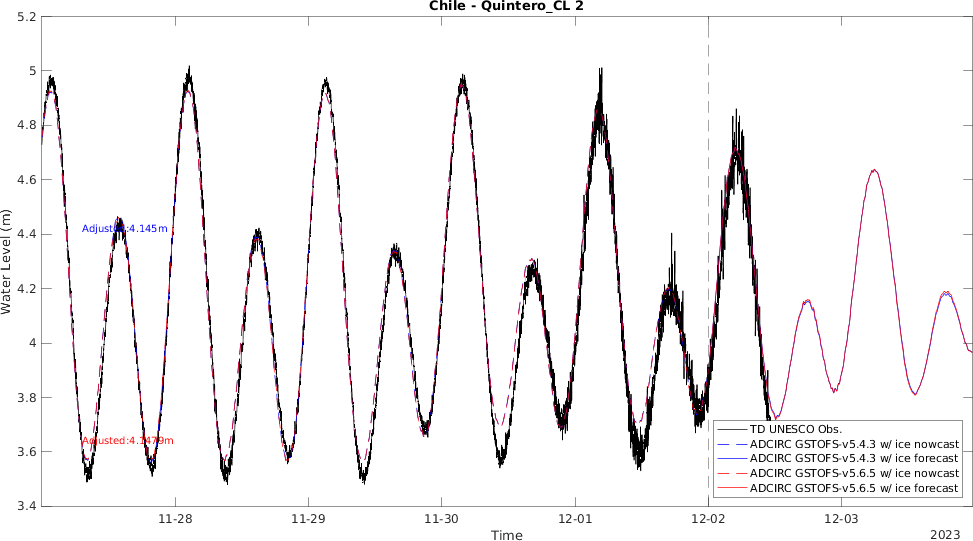 Chile - Quintero_CL 2
5.2
5
4.8
4.6
4.4
4.2
4
3.8
3.6
3.4
Water Level (m)
Adjusted:4.145m
Adjusted:4.1479m
TD UNESCO Obs.
ADCIRC GSTOFS-v5.4.3 w/ ice nowcast
ADCIRC GSTOFS-v5.4.3 w/ ice forecast
ADCIRC GSTOFS-v5.6.5 w/ ice nowcast
ADCIRC GSTOFS-v5.6.5 w/ ice forecast
11-28
11-29
11-30
12-01
12-02
12-03
Time
2023